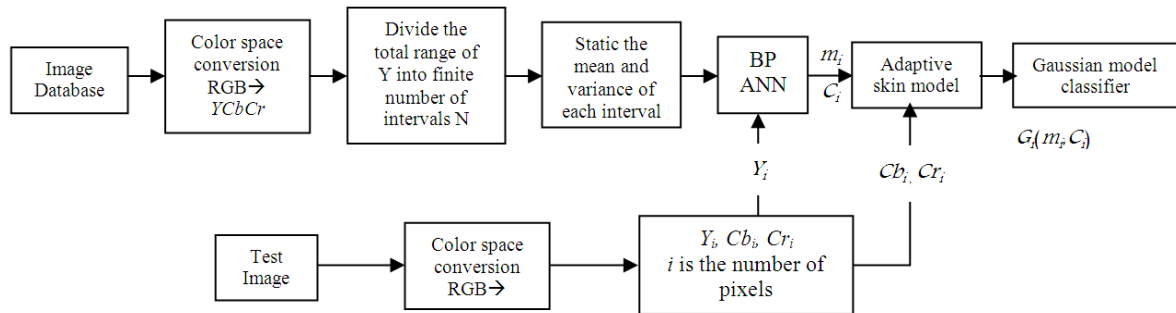 Image
Database
Color space
conversion
RGB→
YCbCr
Divide the
total range of
Y into finite
number of
intervals N
Static the
mean and
variance of
each interval
BP
ANN
mᵢ
Cᵢ
Adaptive
skin model
Gaussian model
classifier
Gᵢ(mᵢ, Cᵢ)
Yᵢ
Cbᵢ, Crᵢ
Test
Image
Color space
conversion
RGB→
Yᵢ, Cbᵢ, Crᵢ
i is the number of
pixels